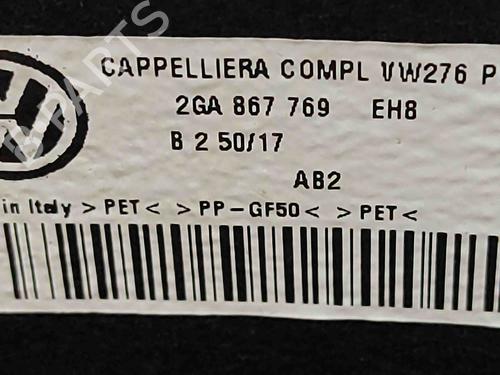 CAPPELLIERA COMPL VW276 P
2GA 867 769 EH8
B 2 50/17
AB2
in Italy >PET< >PP-GF50< >PET<